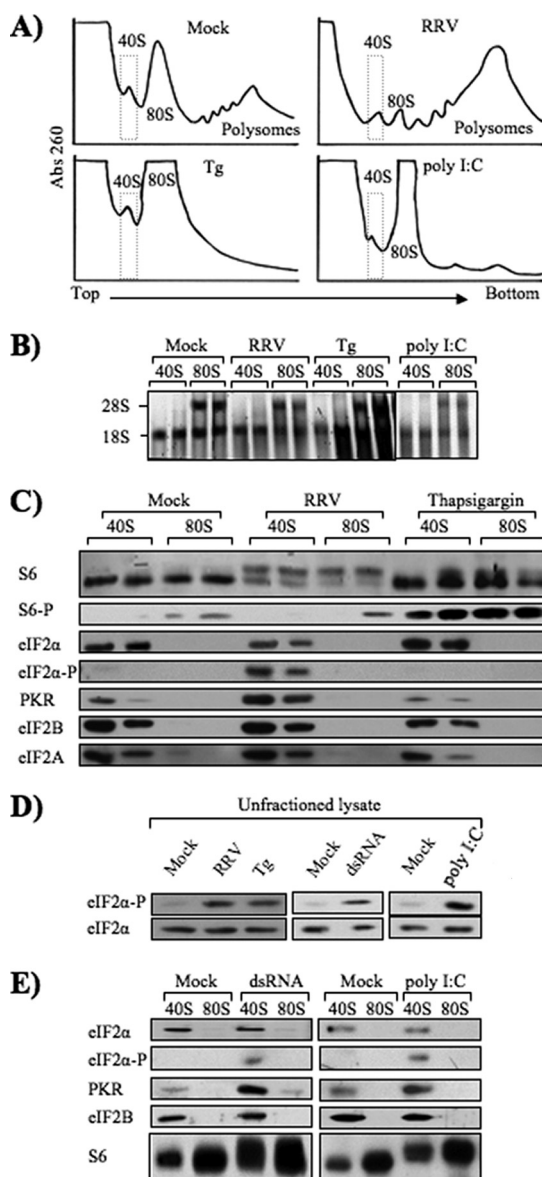 A)
Mock RRV
40S 40S
80S 80S
Polysomes Polysomes
Abs 260
Tg poly I:C
40S 80S 40S
80S
Top Bottom
B)
Mock RRV Tg poly I:C
40S 80S 40S 80S 40S 80S 40S 80S
28S
18S
C)
Mock RRV Thapsigargin
40S 80S 40S 80S 40S 80S
S6
S6-P
eIF2α
eIF2α-P
PKR
eIF2B
eIF2A
D)
Unfractioned lysate
Mock RRV Tg Mock dsRNA Mock poly I:C
eIF2α-P
eIF2α
E)
Mock dsRNA Mock poly I:C
40S 80S 40S 80S 40S 80S 40S 80S
eIF2α
eIF2α-P
PKR
eIF2B
S6